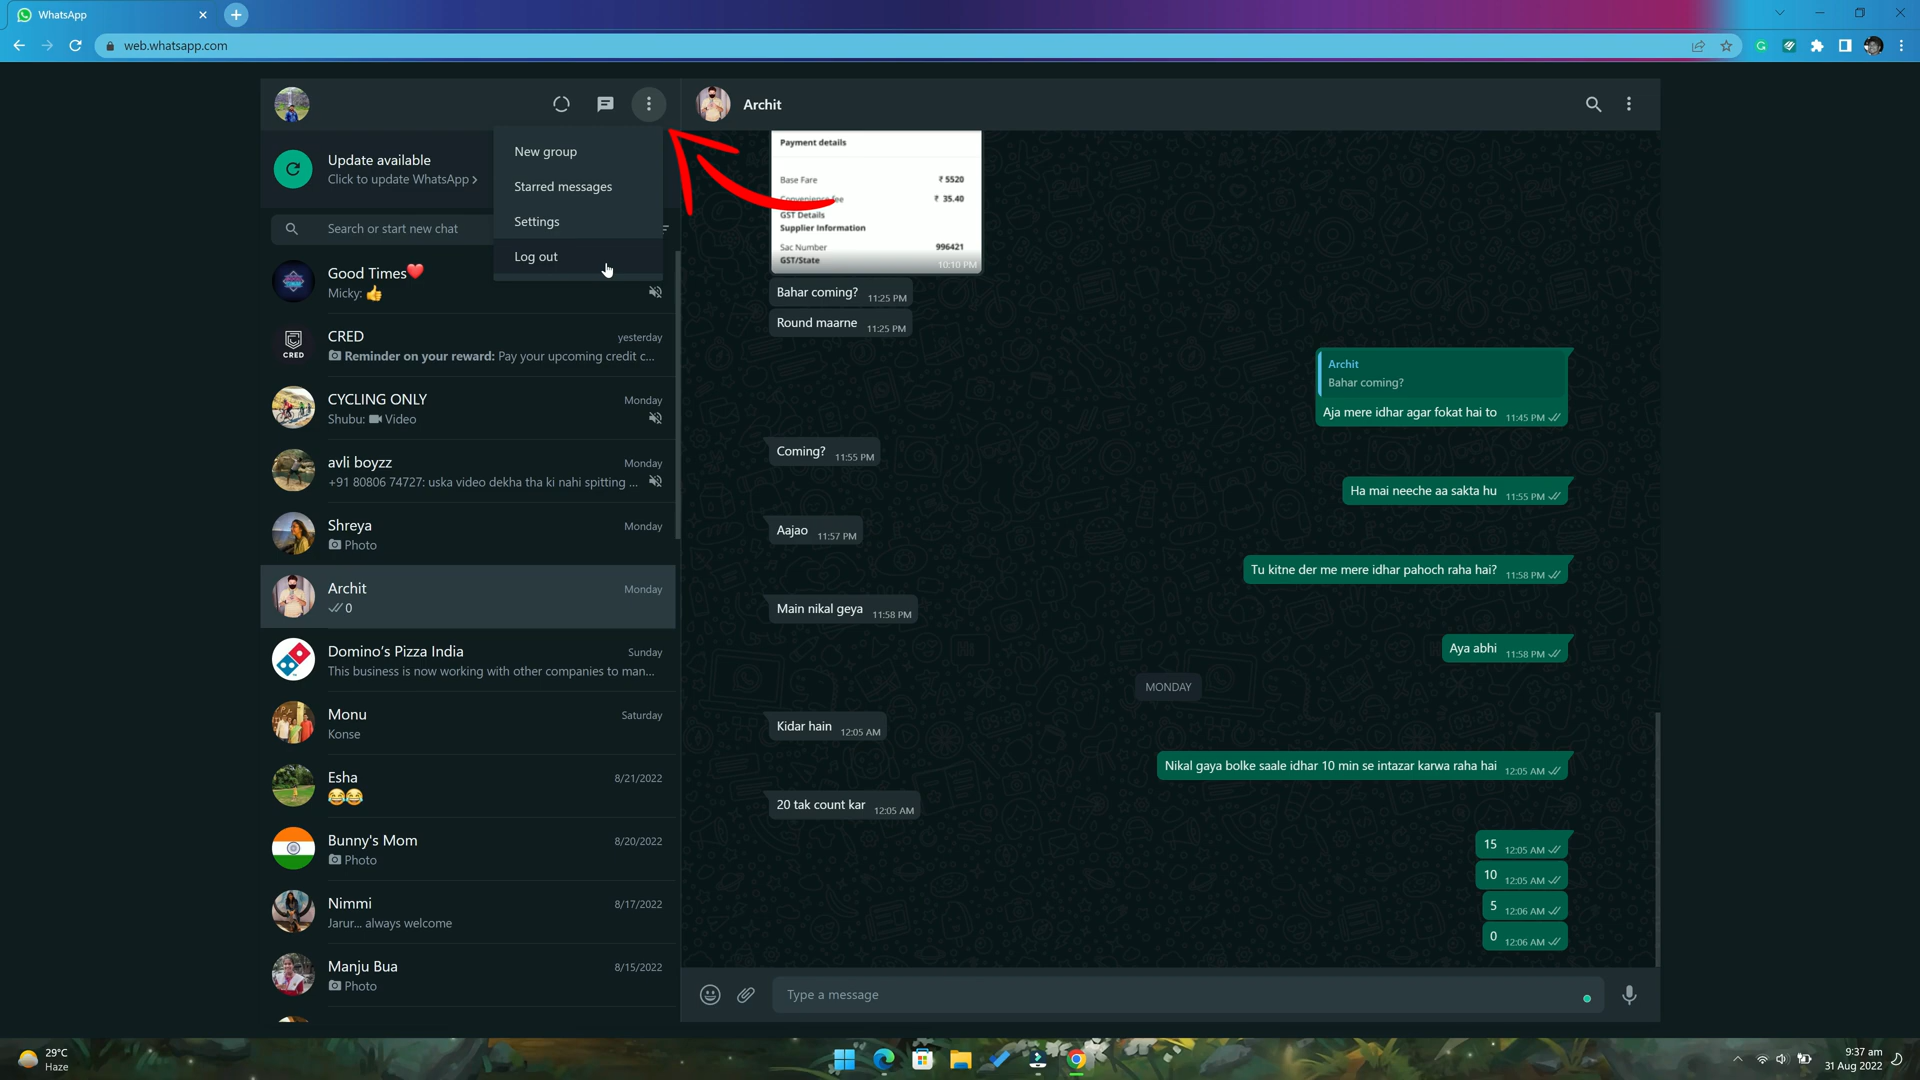 WhatsApp
web.whatsapp.com
Update available
Click to update WhatsApp
Search or start new chat
New group
Starred messages
Settings
Log out
Good Times❤️
Micky: 👍
CRED
CRED
yesterday
Reminder on your reward: Pay your upcoming credit c...
CYCLING ONLY
Monday
Shubu: Video
avli boyzz
Monday
+91 80806 74727: uska video dekha tha ki nahi spitting ...
Shreya
Monday
Photo
Archit
Monday
0
Domino's Pizza India
Sunday
This business is now working with other companies to man...
Monu
Saturday
Konse
Esha
8/21/2022
😂😂
Bunny's Mom
8/20/2022
Photo
Nimmi
8/17/2022
Jarur... always welcome
Manju Bua
8/15/2022
Photo
Archit
Payment details
Base Fare ₹ 5520
Convenience fee ₹ 35.40
GST Details
Supplier Information
Sac Number 996421
GST/State
10:10 PM
Bahar coming? 11:25 PM
Round maarne 11:25 PM
Archit
Bahar coming?
Aja mere idhar agar fokat hai to 11:45 PM
Coming? 11:55 PM
Ha mai neeche aa sakta hu 11:55 PM
Aajao 11:57 PM
Tu kitne der me mere idhar pahoch raha hai? 11:58 PM
Main nikal geya 11:58 PM
Aya abhi 11:58 PM
MONDAY
Kidar hain 12:05 AM
Nikal gaya bolke saale idhar 10 min se intazar karwa raha hai 12:05 AM
20 tak count kar 12:05 AM
15 12:05 AM
10 12:05 AM
5 12:06 AM
0 12:06 AM
Type a message
29°C
Haze
9:37 am
31 Aug 2022